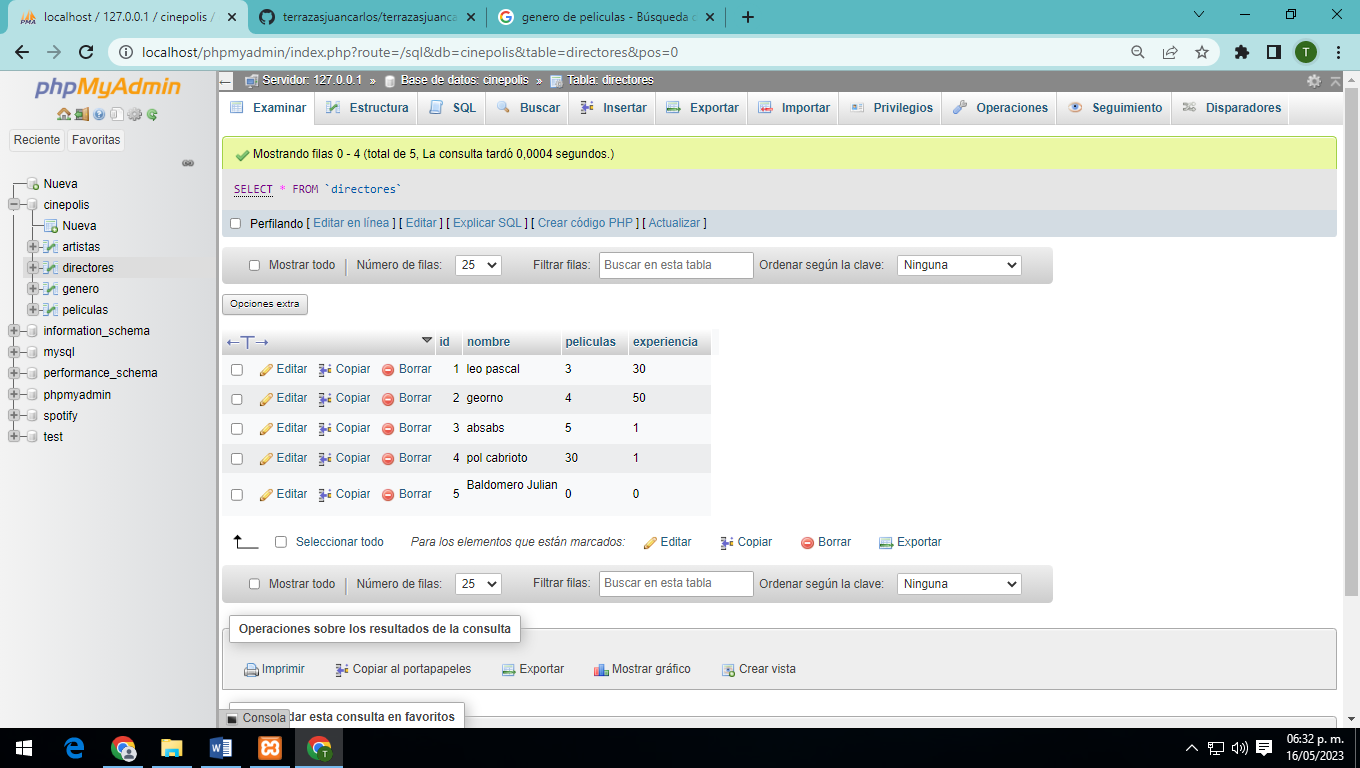 localhost / 127.0.0.1 / cinepolis /
terrazasjuancarlos/terrazasjuanca
genero de peliculas - Búsqueda
localhost/phpmyadmin/index.php?route=/sql&db=cinepolis&table=directores&pos=0
T
phpMyAdmin
Reciente Favoritas
Nueva
cinepolis
Nueva
artistas
directores
genero
peliculas
information_schema
mysql
performance_schema
phpmyadmin
spotify
test
Servidor: 127.0.0.1 » Base de datos: cinepolis » Tabla: directores
Examinar Estructura SQL Buscar Insertar Exportar Importar Privilegios Operaciones Seguimiento Disparadores
Mostrando filas 0 - 4 (total de 5, La consulta tardó 0,0004 segundos.)
SELECT * FROM `directores`
Perfilando [ Editar en línea ] [ Editar ] [ Explicar SQL ] [ Crear código PHP ] [ Actualizar ]
Mostrar todo Número de filas: 25 Filtrar filas: Buscar en esta tabla Ordenar según la clave: Ninguna
Opciones extra
←T→ id nombre peliculas experiencia
Editar Copiar Borrar 1 leo pascal 3 30
Editar Copiar Borrar 2 georno 4 50
Editar Copiar Borrar 3 absabs 5 1
Editar Copiar Borrar 4 pol cabrioto 30 1
Editar Copiar Borrar 5 Baldomero Julian 0 0
Seleccionar todo Para los elementos que están marcados: Editar Copiar Borrar Exportar
Mostrar todo Número de filas: 25 Filtrar filas: Buscar en esta tabla Ordenar según la clave: Ninguna
Operaciones sobre los resultados de la consulta
Imprimir Copiar al portapapeles Exportar Mostrar gráfico Crear vista
Consola
dar esta consulta en favoritos
06:32 p. m.
16/05/2023